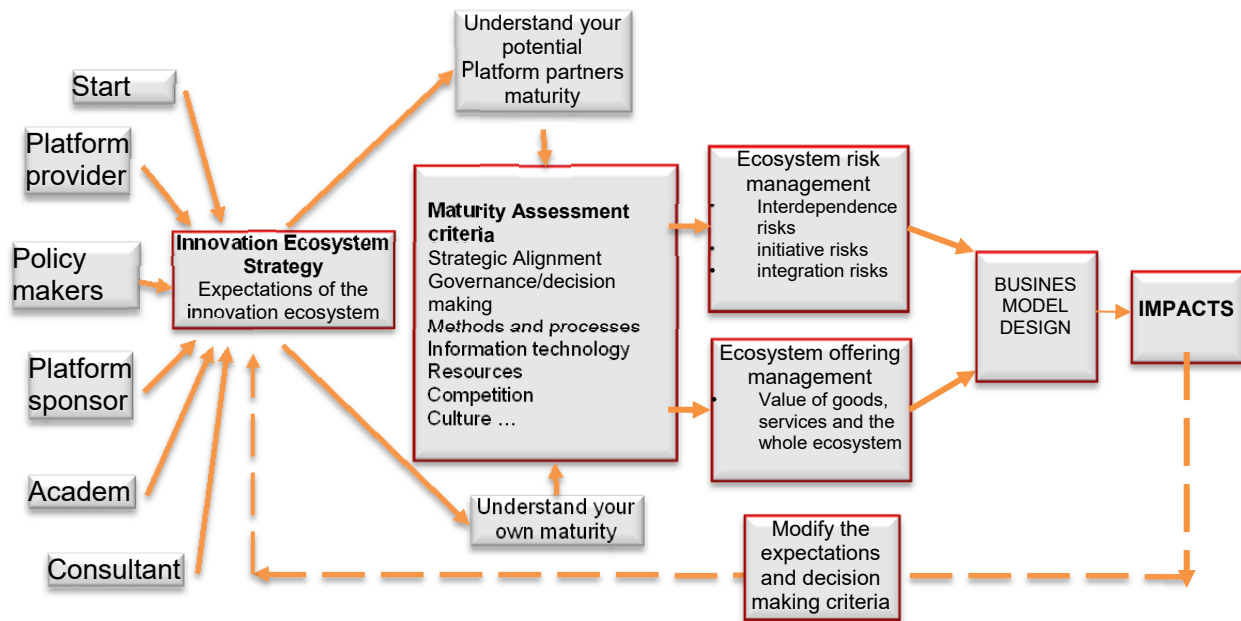 Start
Platform
provider
Policy
makers
Platform
sponsor
Academ
Consultant
Innovation Ecosystem
Strategy
Expectations of the
innovation ecosystem
Understand your
potential
Platform partners
maturity
Maturity Assessment
criteria
Strategic Alignment
Governance/decision
making
Methods and processes
Information technology
Resources
Competition
Culture ...
Understand your
own maturity
Ecosystem risk
management
• Interdependence
risks
• initiative risks
• integration risks
Ecosystem offering
management
• Value of goods,
services and the
whole ecosystem
BUSINES
MODEL
DESIGN
IMPACTS
Modify the
expectations
and decision
making criteria